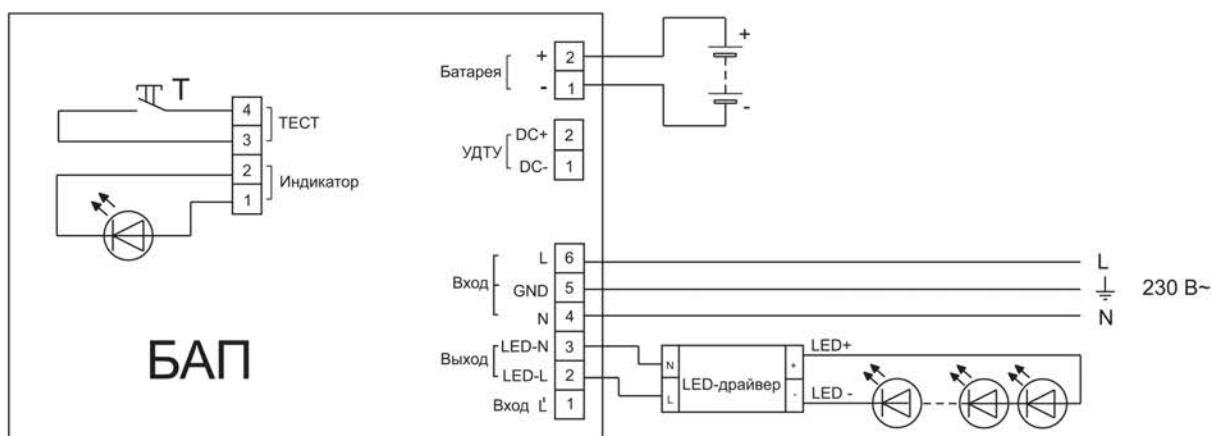 T
4
3
2
1
ТЕСТ
Индикатор
БАП
Батарея
+ 2
- 1
+
-
УДТУ
DC+ 2
DC- 1
Вход
L 6
GND 5
N 4
L
N
230 В~
Выход
LED-N 3
LED-L 2
Вход L' 1
N
L
LED-драйвер
+
-
LED+
LED -